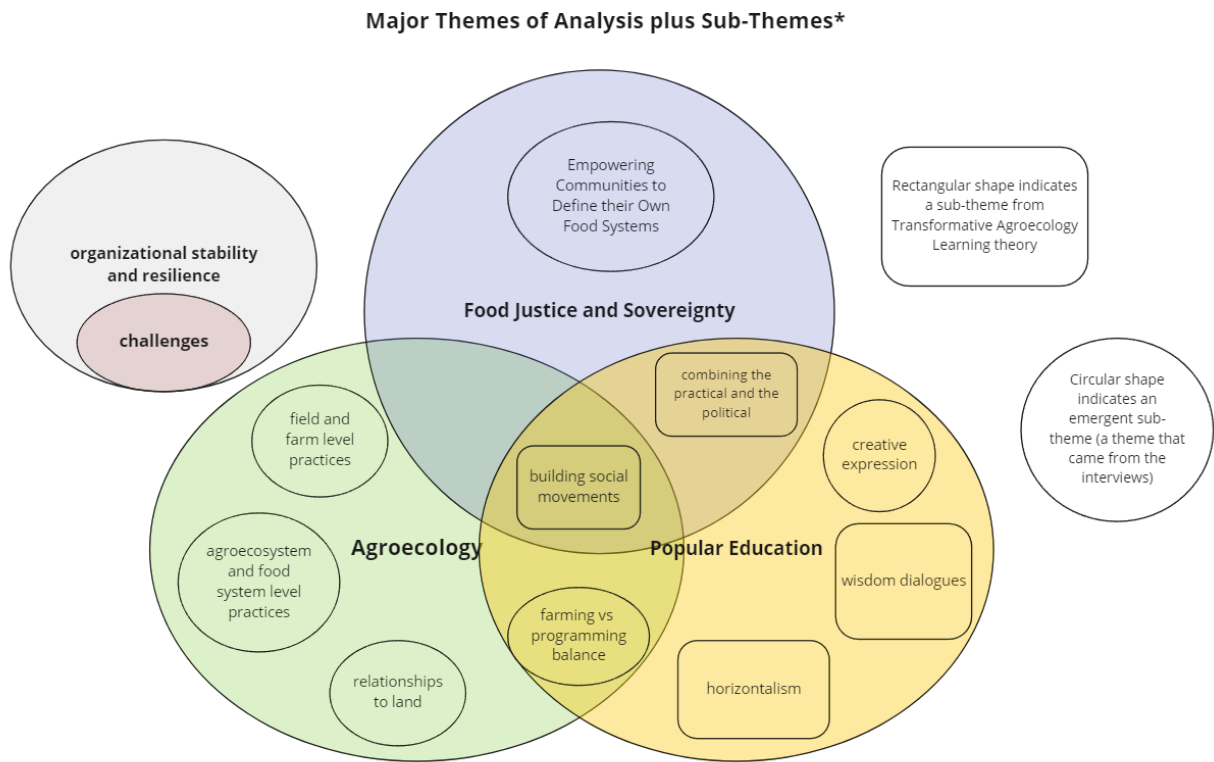 Major Themes of Analysis plus Sub-Themes*
Empowering
Communities to
Define their Own
Food Systems
Rectangular shape indicates
a sub-theme from
Transformative Agroecology
Learning theory
organizational stability
and resilience
challenges
Food Justice and Sovereignty
combining the
practical and the
political
Circular shape
indicates an
emergent sub-
theme (a theme that
came from the
interviews)
field and
farm level
practices
creative
expression
building social
movements
Agroecology
Popular Education
agroecosystem
and food
system level
practices
wisdom dialogues
farming vs
programming
balance
relationships
to land
horizontalism